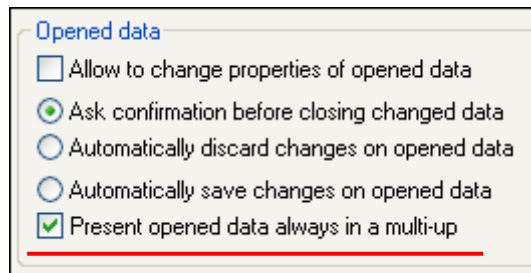 Opened data
Allow to change properties of opened data
Ask confirmation before closing changed data
Automatically discard changes on opened data
Automatically save changes on opened data
Present opened data always in a multi-up